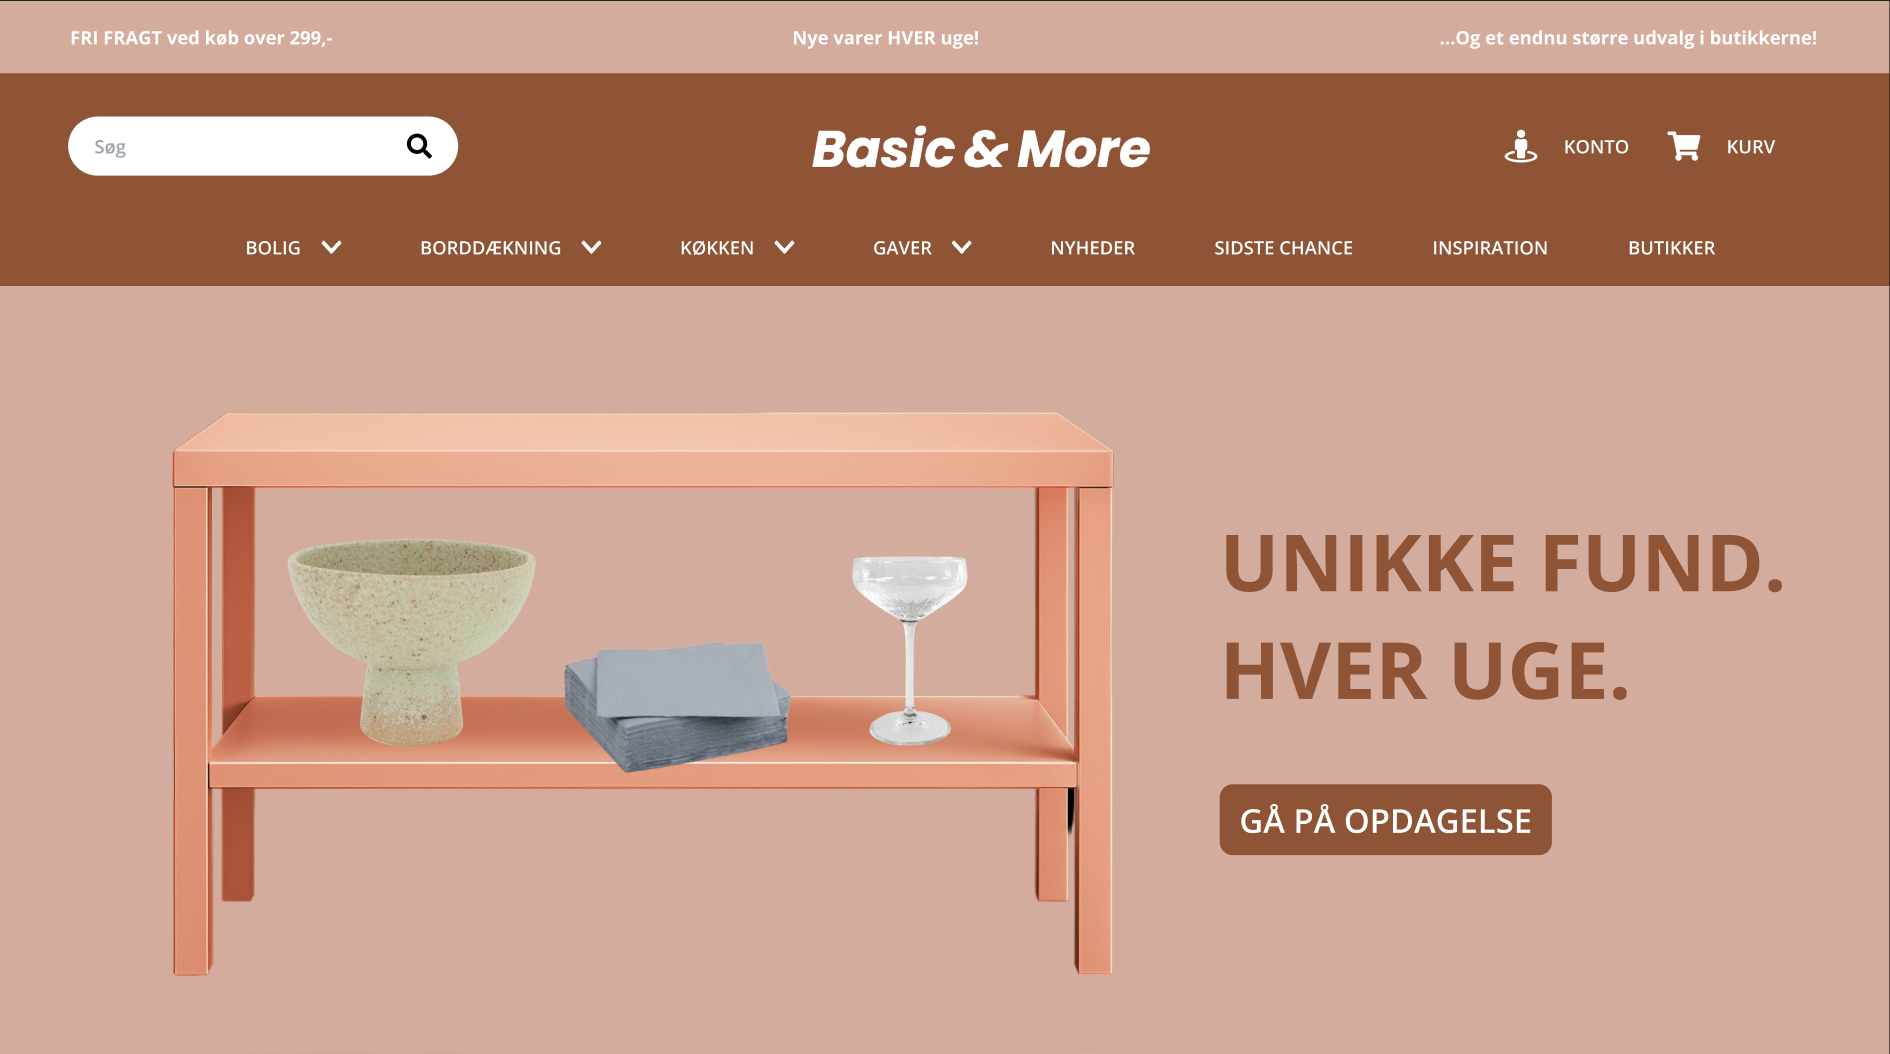 FRI FRAGT ved køb over 299,-
Nye varer HVER uge!
...Og et endnu større udvalg i butikkerne!
Søg
Basic & More
KONTO
KURV
BOLIG
BORDDÆKNING
KØKKEN
GAVER
NYHEDER
SIDSTE CHANCE
INSPIRATION
BUTIKKER
UNIKKE FUND.
HVER UGE.
GÅ PÅ OPDAGELSE